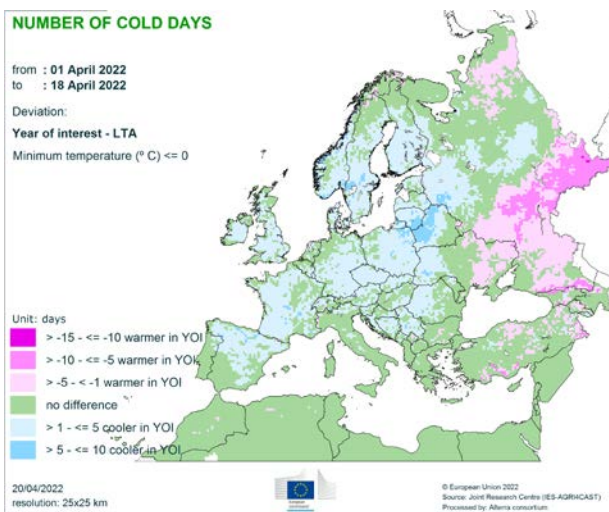 NUMBER OF COLD DAYS
from : 01 April 2022
to : 18 April 2022
Deviation:
Year of interest - LTA
Minimum temperature (º C) <= 0
Unit: days
> -15 - <= -10 warmer in YOI
> -10 - <= -5 warmer in YOI
> -5 - < -1 warmer in YOI
no difference
> 1 - <= 5 cooler in YOI
> 5 - <= 10 cooler in YOI
20/04/2022
resolution: 25x25 km
European Commission
© European Union 2022
Source: Joint Research Centre (IES-AGRI4CAST)
Processed by: Alterra consortium